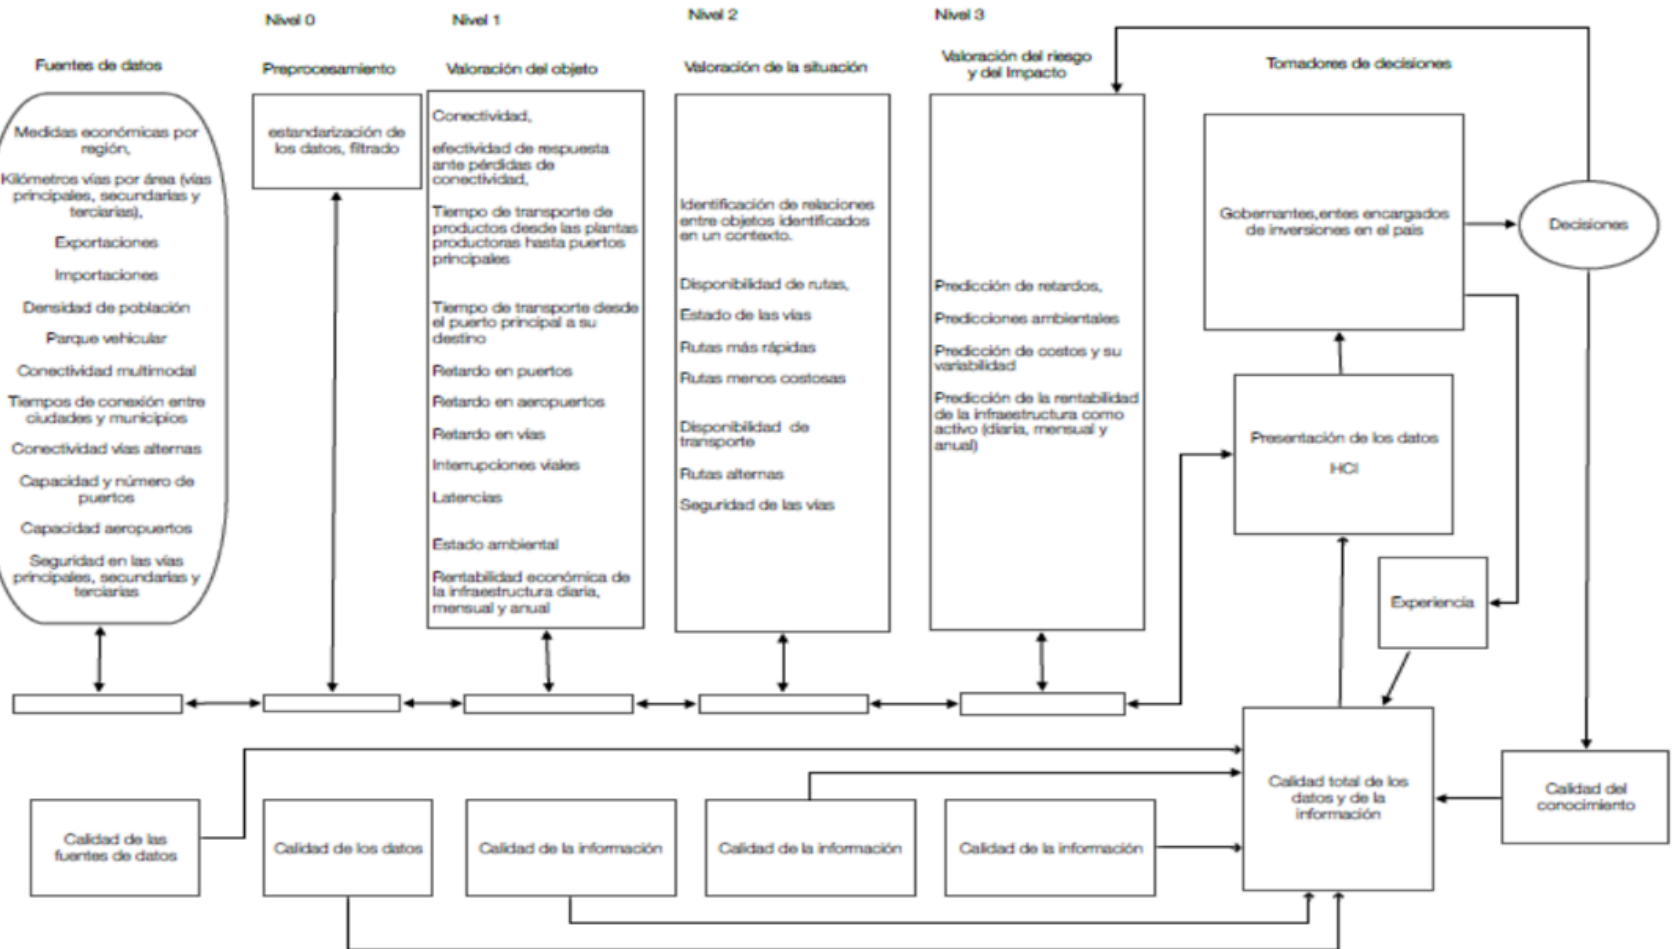 Nivel 0
Nivel 1
Nivel 2
Nivel 3
Fuentes de datos
Preprocesamiento
Valoración del objeto
Valoración de la situación
Valoración del riesgo
y del Impacto
Tomadores de decisiones
Medidas económicas por
región,
Kilómetros vías por área (vías
principales, secundarias y
terciarias),
Exportaciones
Importaciones
Densidad de población
Parque vehicular
Conectividad multimodal
Tiempos de conexión entre
ciudades y municipios
Conectividad vías alternas
Capacidad y número de
puertos
Capacidad aeropuertos
Seguridad en las vías
principales, secundarias y
terciarias
estandarización de
los datos, filtrado
Conectividad,
efectividad de respuesta
ante pérdidas de
conectividad,
Tiempo de transporte de
productos desde las plantas
productoras hasta puertos
principales
Tiempo de transporte desde
el puerto principal a su
destino
Retardo en puertos
Retardo en aeropuertos
Retardo en vías
Interrupciones viales
Latencias
Estado ambiental
Rentabilidad económica de
la infraestructura diaria,
mensual y anual
Identificación de relaciones
entre objetos identificados
en un contexto.
Disponibilidad de rutas,
Estado de las vías
Rutas más rápidas
Rutas menos costosas
Disponibilidad de
transporte
Rutas alternas
Seguridad de las vías
Predicción de retardos,
Predicciones ambientales
Predicción de costos y su
variabilidad
Predicción de la rentabilidad
de la infraestructura como
activo (diaria, mensual y
anual)
Gobernantes,entes encargados
de inversiones en el país
Decisiones
Presentación de los datos
HCI
Experiencia
Calidad total de los
datos y de la
información
Calidad del
conocimiento
Calidad de las
fuentes de datos
Calidad de los datos
Calidad de la información
Calidad de la información
Calidad de la información